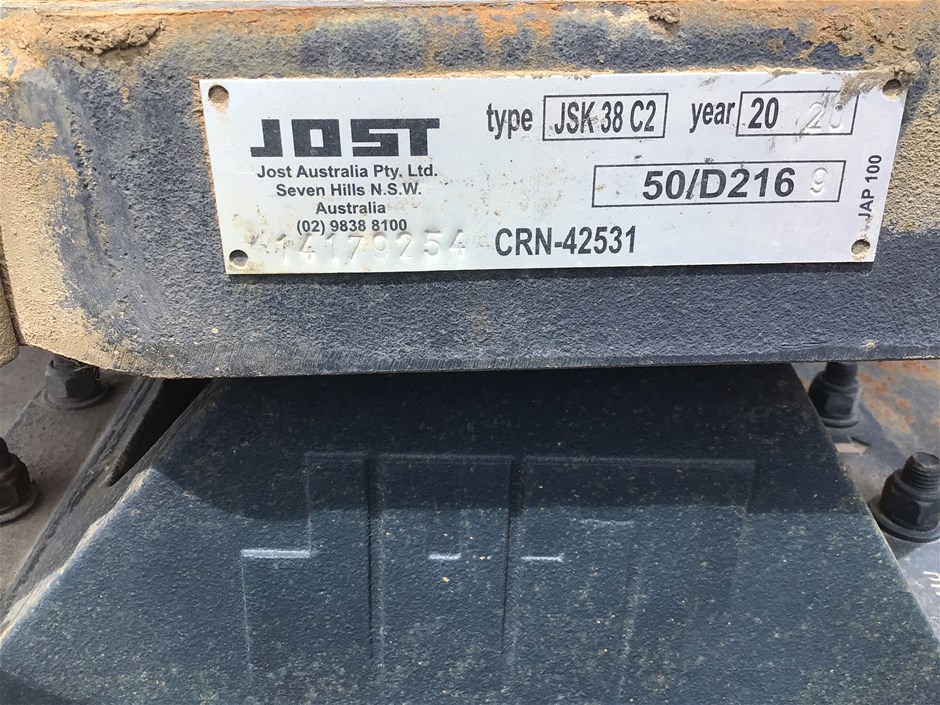 JOST
Jost Australia Pty. Ltd.
Seven Hills N.S.W.
Australia
(02) 9838 8100
14179254
type JSK 38 C2 year 20 20
50/D216 9
CRN-42531
JAP 100
JOST